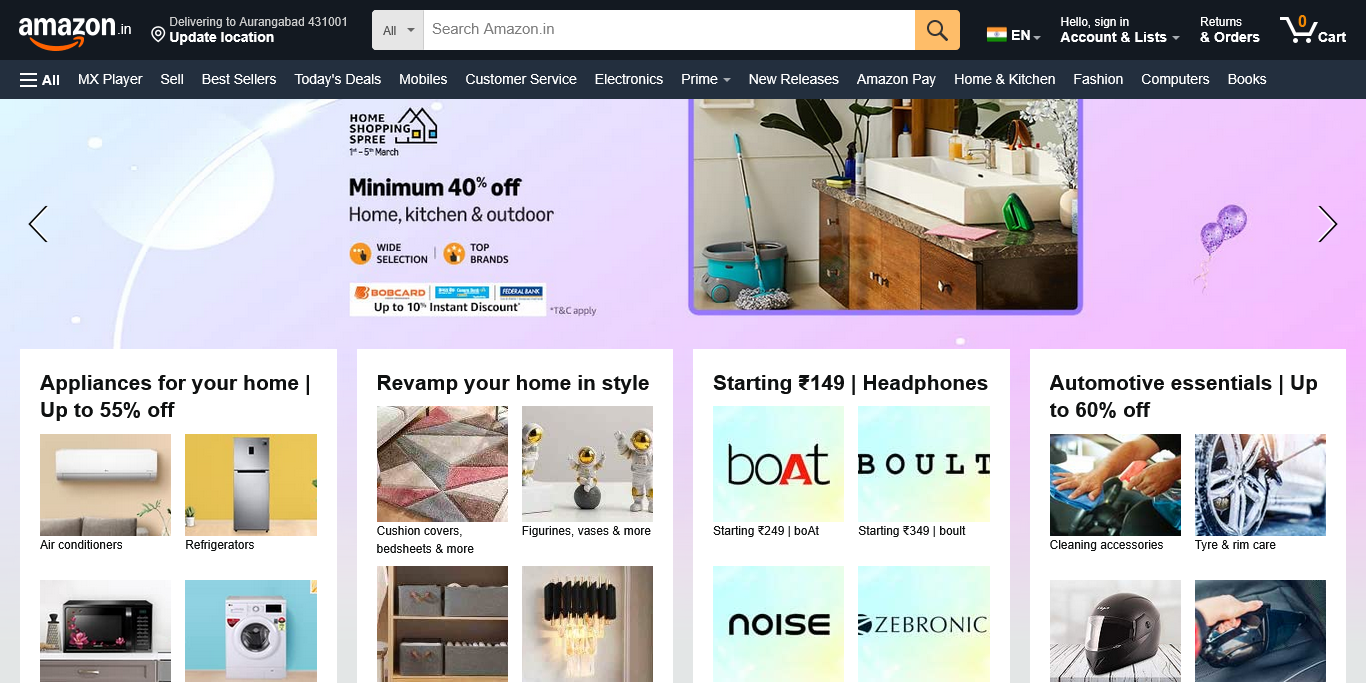 amazon.in
Delivering to Aurangabad 431001
Update location
All
Search Amazon.in
EN
Hello, sign in
Account & Lists
Returns
& Orders
0
Cart
All
MX Player
Sell
Best Sellers
Today's Deals
Mobiles
Customer Service
Electronics
Prime
New Releases
Amazon Pay
Home & Kitchen
Fashion
Computers
Books
HOME
SHOPPING
SPREE
1st – 5th March
Minimum 40% off
Home, kitchen & outdoor
WIDE
SELECTION
TOP
BRANDS
BOBCARD
FEDERAL BANK
Up to 10% Instant Discount*
*T&C apply
Appliances for your home |
Up to 55% off
Air conditioners
Refrigerators
Revamp your home in style
Cushion covers,
bedsheets & more
Figurines, vases & more
Starting ₹149 | Headphones
boAt
BOULT
Starting ₹249 | boAt
Starting ₹349 | boult
noise
ZEBRONIC
Automotive essentials | Up
to 60% off
Cleaning accessories
Tyre & rim care